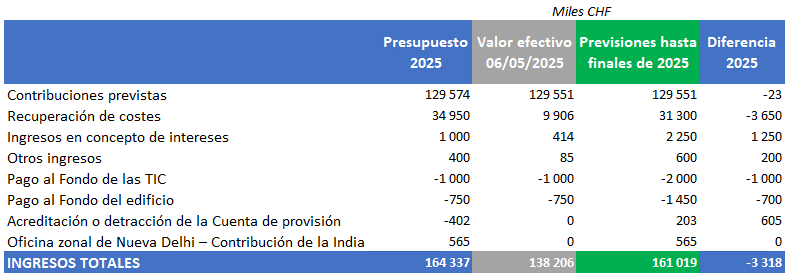 Miles CHF
Presupuesto 2025 Valor efectivo 06/05/2025 Previsiones hasta finales de 2025 Diferencia 2025
Contribuciones previstas 129 574 129 551 129 551 -23
Recuperación de costes 34 950 9 906 31 300 -3 650
Ingresos en concepto de intereses 1 000 414 2 250 1 250
Otros ingresos 400 85 600 200
Pago al Fondo de las TIC -1 000 -1 000 -2 000 -1 000
Pago al Fondo del edificio -750 -750 -1 450 -700
Acreditación o detracción de la Cuenta de provisión -402 0 203 605
Oficina zonal de Nueva Delhi – Contribución de la India 565 0 565 0
INGRESOS TOTALES 164 337 138 206 161 019 -3 318